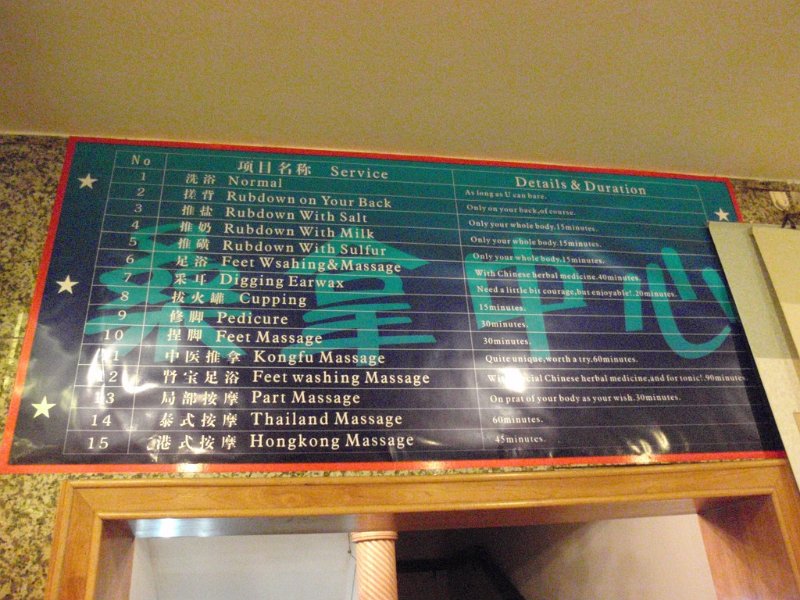 No 项目名称 Service Details & Duration
1 洗浴 Normal As long as U can bare.
2 搓背 Rubdown on Your Back Only on your back,of course.
3 推盐 Rubdown With Salt Only your whole body.15minutes.
4 推奶 Rubdown With Milk Only your whole body.15minutes.
5 推磺 Rubdown With Sulfur Only your whole body.15minutes.
6 足浴 Feet Wsahing&Massage With Chinese herbal medicine.40minutes.
7 采耳 Digging Earwax Need a little bit courage,but enjoyable!.20minutes.
8 拔火罐 Cupping 15minutes.
9 修脚 Pedicure 30minutes.
10 捏脚 Feet Massage 30minutes.
11 中医推拿 Kongfu Massage Quite unique,worth a try.60minutes.
12 肾宝足浴 Feet washing Massage Chinese herbal medicine,and for tonic!.90minutes.
13 局部按摩 Part Massage On prat of your body as your wish.30minutes.
14 泰式按摩 Thailand Massage 60minutes.
15 港式按摩 Hongkong Massage 45minutes.
桑拿中心